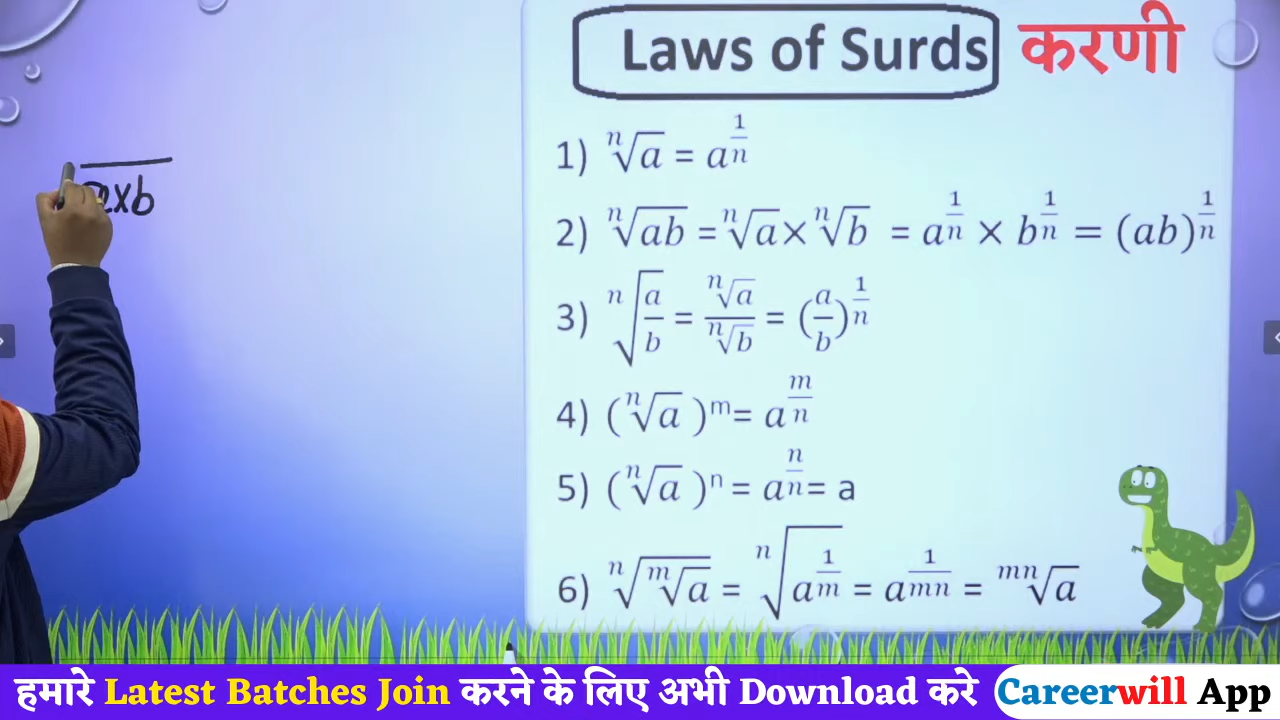 Laws of Surds करणी
a×b
1) ⁿ√a = a^(1/n)
2) ⁿ√(ab) = ⁿ√a × ⁿ√b = a^(1/n) × b^(1/n) = (ab)^(1/n)
3) ⁿ√(a/b) = ⁿ√a / ⁿ√b = (a/b)^(1/n)
4) (ⁿ√a )^m = a^(m/n)
5) (ⁿ√a )^n = a^(n/n) = a
6) ⁿ√(ᵐ√a) = ⁿ√(a^(1/m)) = a^(1/mn) = ᵐⁿ√a
हमारे Latest Batches Join करने के लिए अभी Download करे Careerwill App